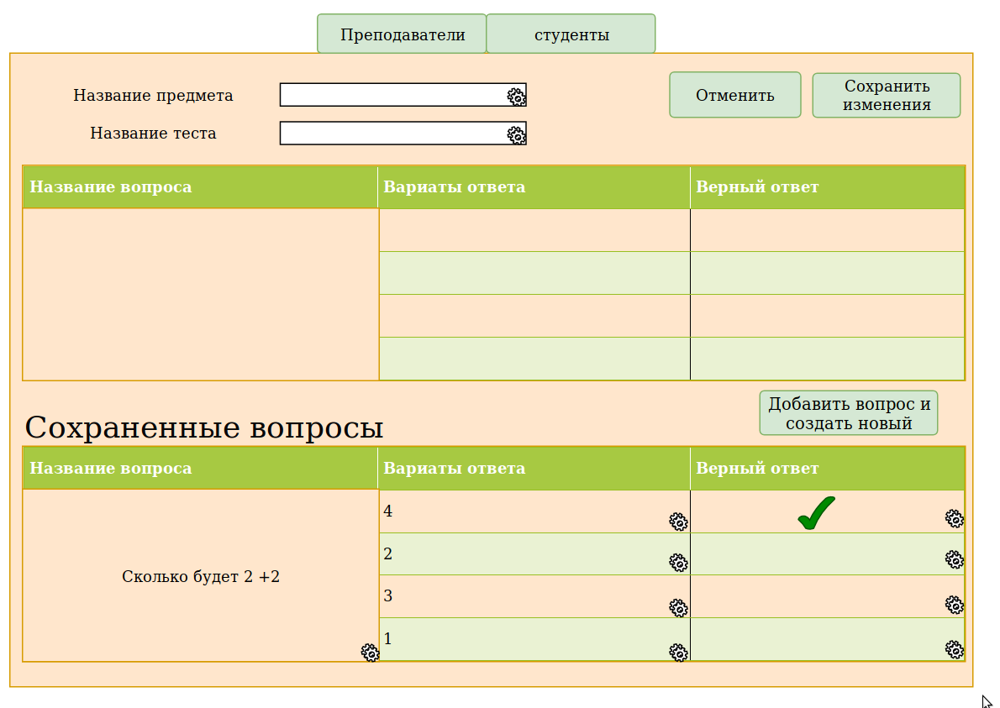 Преподаватели студенты
Название предмета
Отменить
Сохранить
изменения
Название теста
Название вопроса Вариаты ответа Верный ответ
Добавить вопрос и
создать новый
Сохраненные вопросы
Название вопроса Вариаты ответа Верный ответ
4
2
Сколько будет 2 +2
3
1